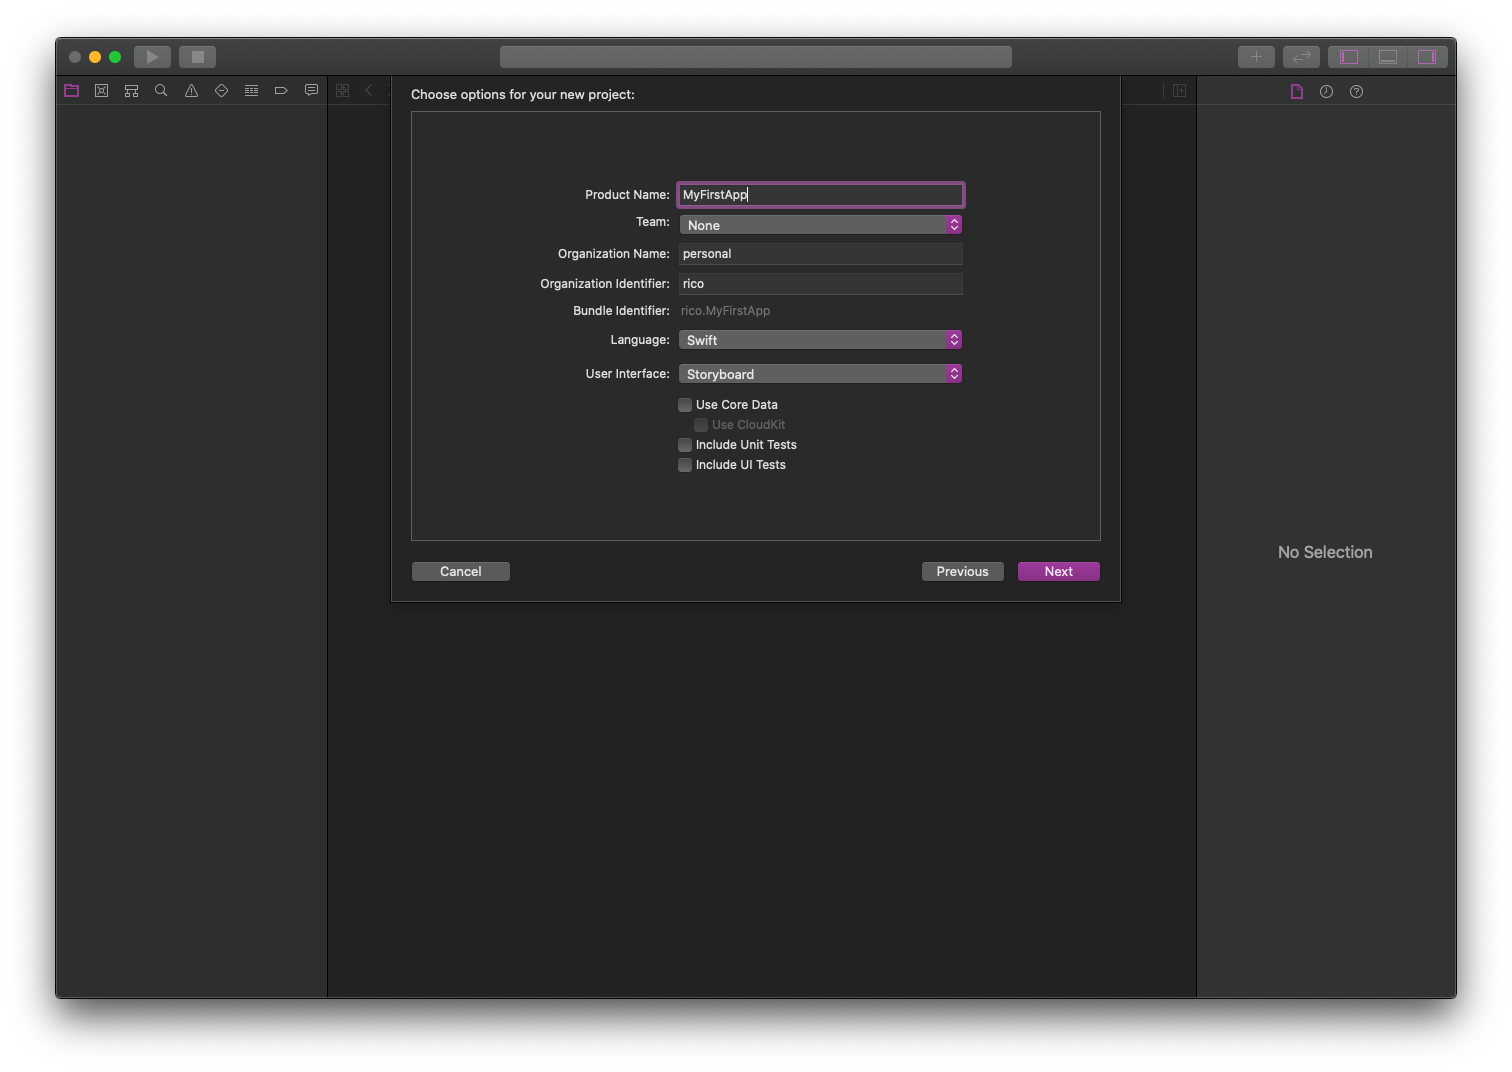 Choose options for your new project:
Product Name: MyFirstApp
Team: None
Organization Name: personal
Organization Identifier: rico
Bundle Identifier: rico.MyFirstApp
Language: Swift
User Interface: Storyboard
Use Core Data
Use CloudKit
Include Unit Tests
Include UI Tests
No Selection
Cancel Previous Next